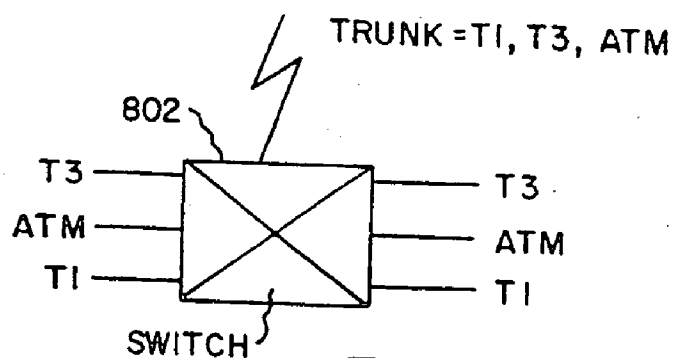 TRUNK = T1, T3, ATM
802
T3
T3
ATM
ATM
T1
T1
SWITCH